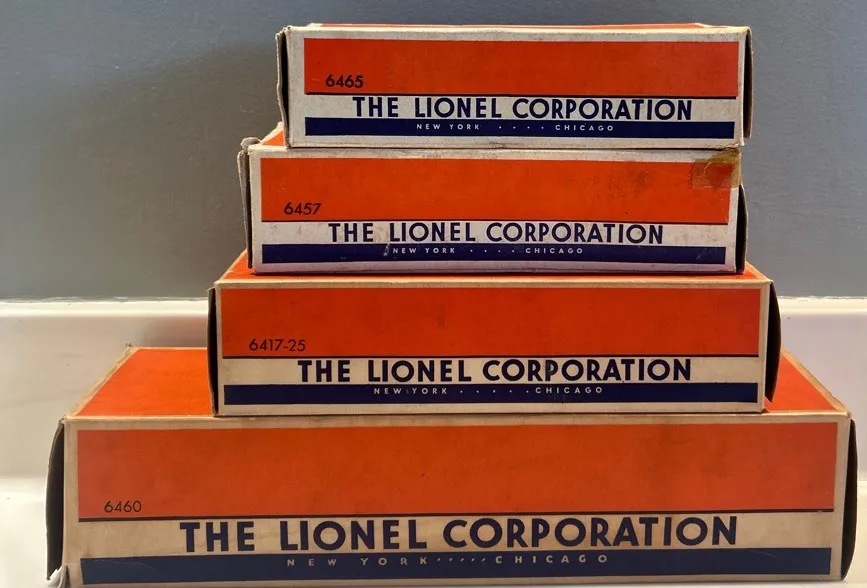 6465
THE LIONEL CORPORATION
NEW YORK · · · · CHICAGO
6457
THE LIONEL CORPORATION
NEW YORK · · · · CHICAGO
6417-25
THE LIONEL CORPORATION
NEW YORK · · · · · CHICAGO
6460
THE LIONEL CORPORATION
NEW YORK · · · · · CHICAGO